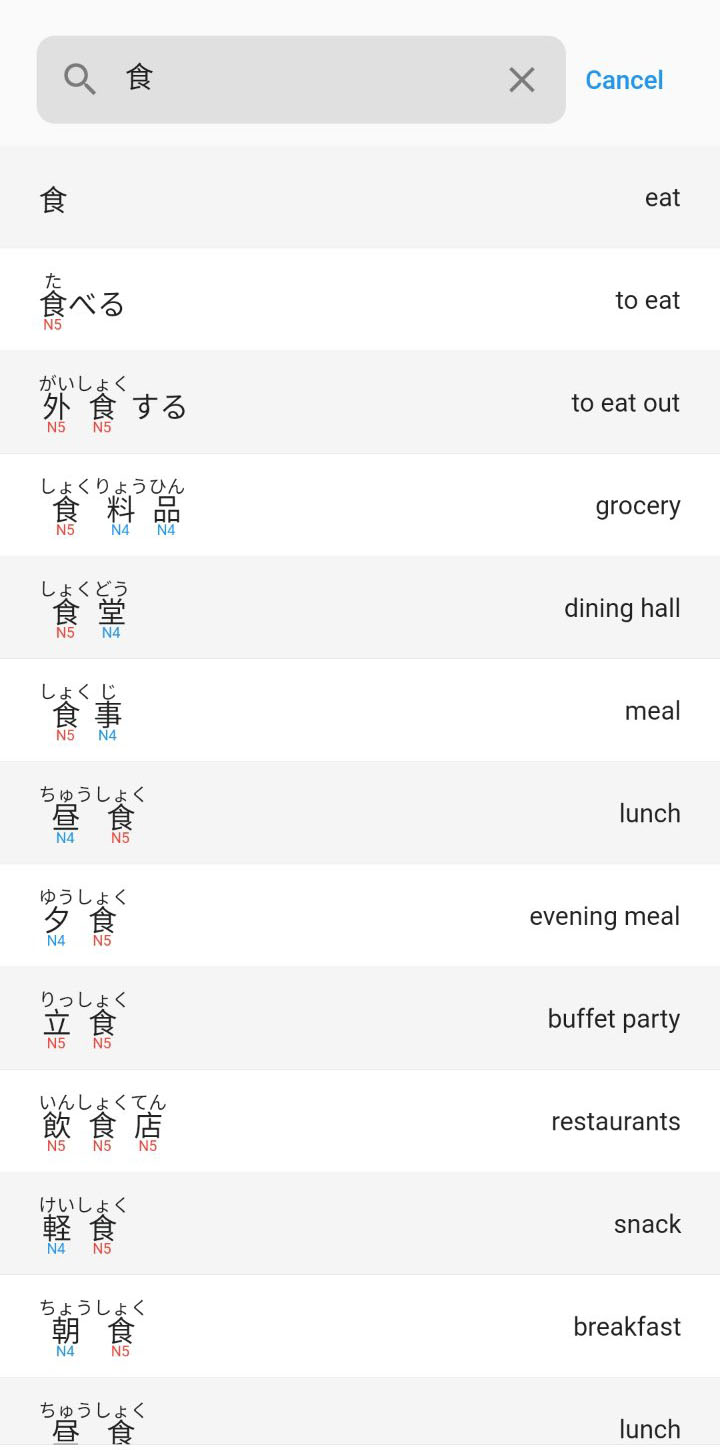 食 Cancel
食 eat
た
食べる to eat
N5
がいしょく
外食する to eat out
N5 N5
しょくりょうひん
食料品 grocery
N5 N4 N4
しょくどう
食堂 dining hall
N5 N4
しょくじ
食事 meal
N5 N4
ちゅうしょく
昼食 lunch
N4 N5
ゆうしょく
夕食 evening meal
N4 N5
りっしょく
立食 buffet party
N5 N5
いんしょくてん
飲食店 restaurants
N5 N5 N5
けいしょく
軽食 snack
N4 N5
ちょうしょく
朝食 breakfast
N4 N5
ちゅうしょく
昼食 lunch